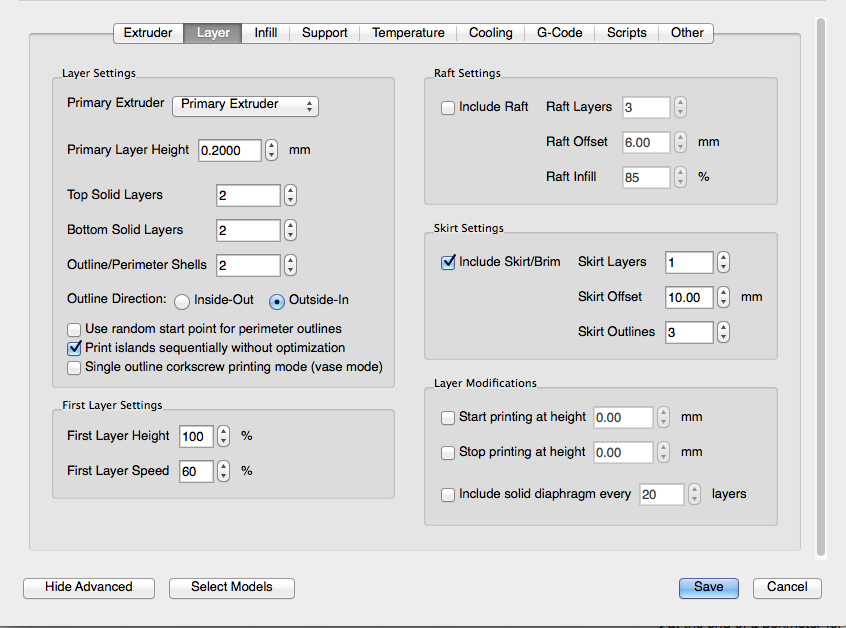 Extruder Layer Infill Support Temperature Cooling G-Code Scripts Other
Layer Settings
Primary Extruder Primary Extruder
Primary Layer Height 0.2000 mm
Top Solid Layers 2
Bottom Solid Layers 2
Outline/Perimeter Shells 2
Outline Direction: Inside-Out Outside-In
Use random start point for perimeter outlines
Print islands sequentially without optimization
Single outline corkscrew printing mode (vase mode)
First Layer Settings
First Layer Height 100 %
First Layer Speed 60 %
Raft Settings
Include Raft Raft Layers 3
Raft Offset 6.00 mm
Raft Infill 85 %
Skirt Settings
Include Skirt/Brim Skirt Layers 1
Skirt Offset 10.00 mm
Skirt Outlines 3
Layer Modifications
Start printing at height 0.00 mm
Stop printing at height 0.00 mm
Include solid diaphragm every 20 layers
Hide Advanced Select Models Save Cancel